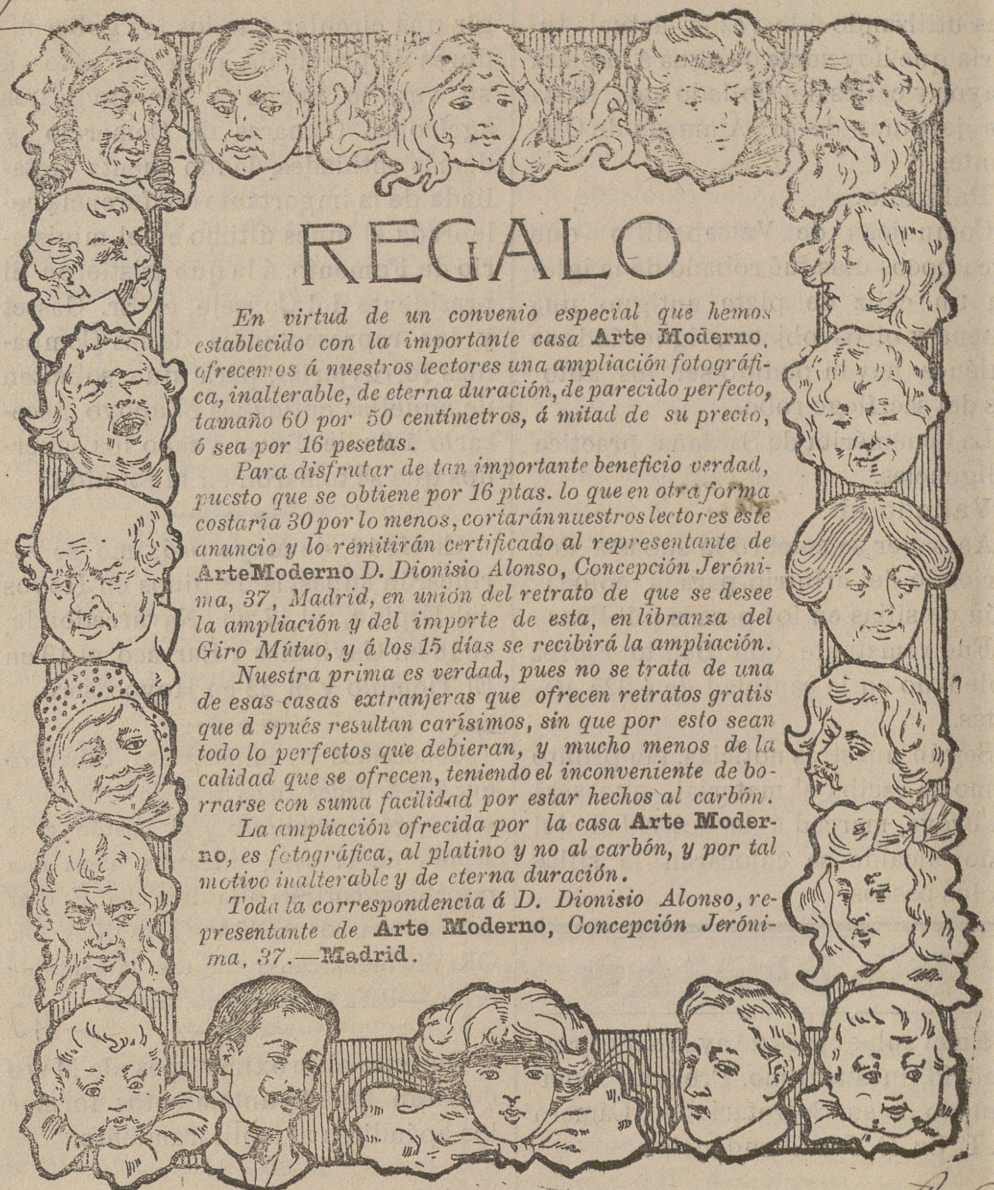 REGALO
En virtud de un convenio especial que hemos
establecido con la importante casa Arte Moderno,
ofrecemos á nuestros lectores una ampliación fotográfi-
ca, inalterable, de eterna duración, de parecido perfecto,
tamaño 60 por 50 centímetros, á mitad de su precio,
ó sea por 16 pesetas.
Para disfrutar de tan importante beneficio verdad,
puesto que se obtiene por 16 ptas. lo que en otra forma
costaría 30 por lo menos, cortarán nuestros lectores este
anuncio y lo remitirán certificado al representante de
Arte Moderno D. Dionisio Alonso, Concepción Jeróni-
ma, 37, Madrid, en unión del retrato de que se desee
la ampliación y del importe de esta, en libranza del
Giro Mútuo, y á los 15 días se recibirá la ampliación.
Nuestra prima es verdad, pues no se trata de una
de esas casas extranjeras que ofrecen retratos gratis
que d spués resultan carísimos, sin que por esto sean
todo lo perfectos que debieran, y mucho menos de la
calidad que se ofrecen, teniendo el inconveniente de bo-
rrarse con suma facilidad por estar hechos al carbón.
La ampliación ofrecida por la casa Arte Moder-
no, es fotográfica, al platino y no al carbón, y por tal
motivo inalterable y de eterna duración.
Toda la correspondencia á D. Dionisio Alonso, re-
presentante de Arte Moderno, Concepción Jeróni-
ma, 37.—Madrid.